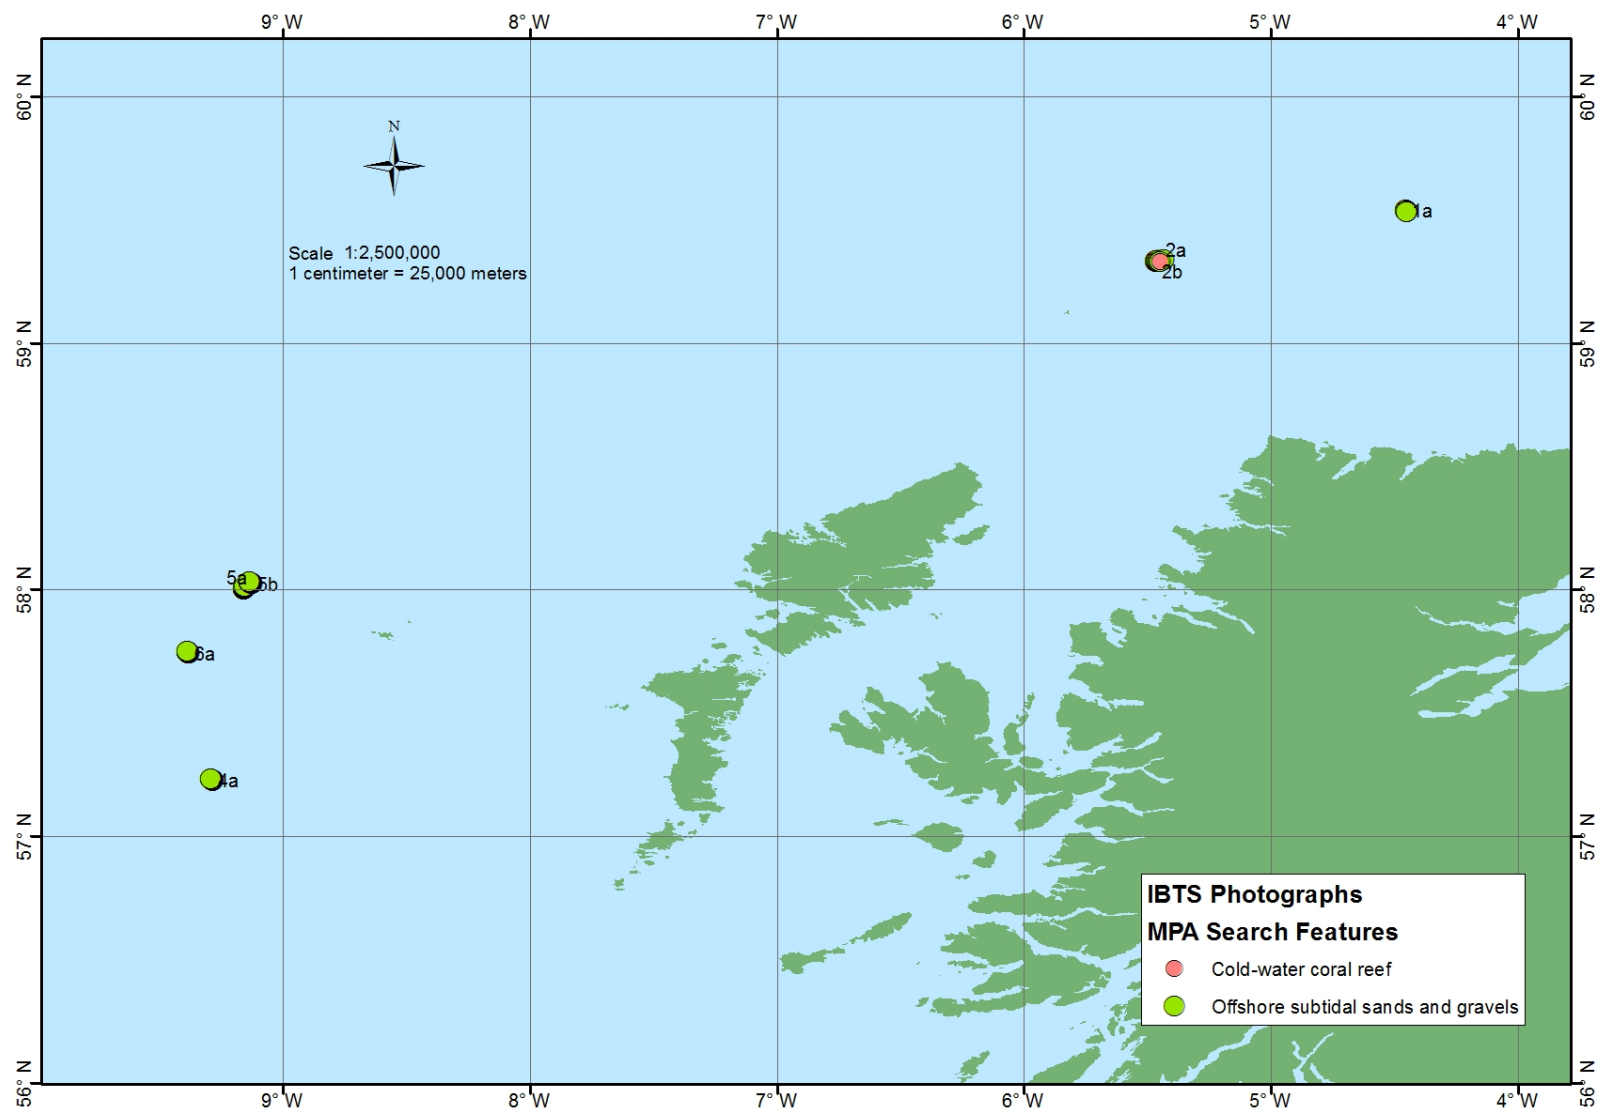 9° W 8° W 7° W 6° W 5° W 4° W
60° N 60° N
N
1a
Scale 1:2,500,000
1 centimeter = 25,000 meters
2a
2b
59° N 59° N
5a 5b
58° N 58° N
6a
4a
57° N 57° N
IBTS Photographs
MPA Search Features
Cold-water coral reef
Offshore subtidal sands and gravels
56° N 56° N
9° W 8° W 7° W 6° W 5° W 4° W